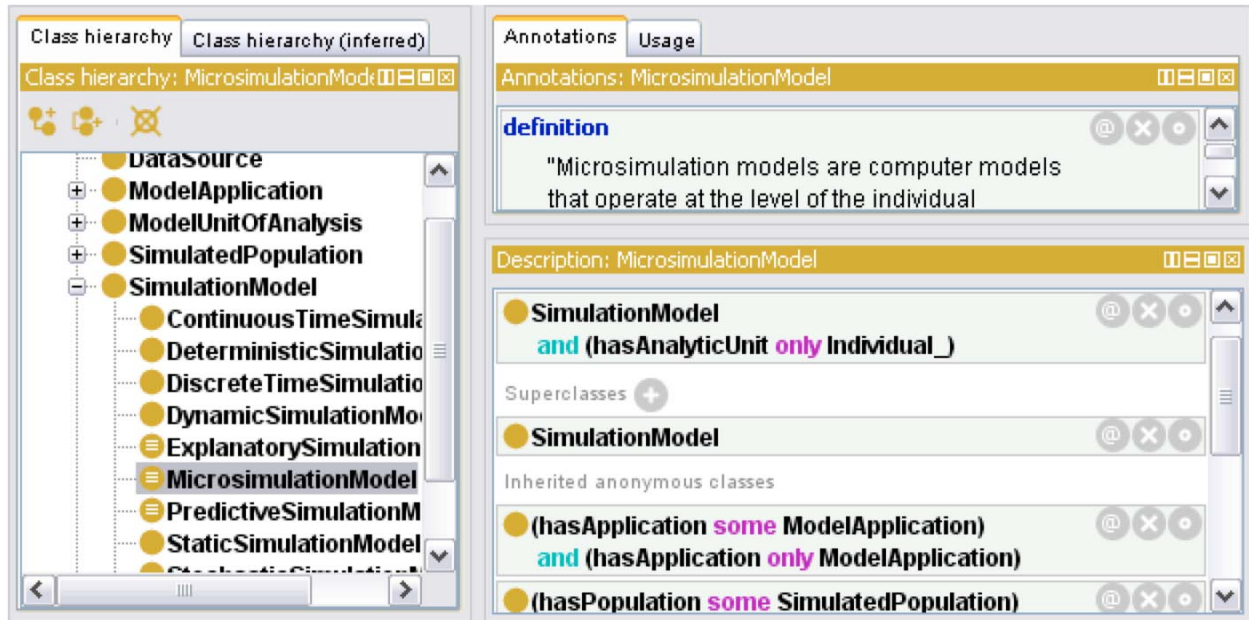 Class hierarchy
Class hierarchy (inferred)
Class hierarchy: MicrosimulationMode
DataSource
ModelApplication
ModelUnitOfAnalysis
SimulatedPopulation
SimulationModel
ContinuousTimeSimula
DeterministicSimulatio
DiscreteTimeSimulatio
DynamicSimulationMo
ExplanatorySimulation
MicrosimulationModel
PredictiveSimulationM
StaticSimulationModel
Annotations
Usage
Annotations: MicrosimulationModel
definition
"Microsimulation models are computer models
that operate at the level of the individual
Description: MicrosimulationModel
SimulationModel
and (hasAnalyticUnit only Individual_)
Superclasses
SimulationModel
Inherited anonymous classes
(hasApplication some ModelApplication)
and (hasApplication only ModelApplication)
(hasPopulation some SimulatedPopulation)